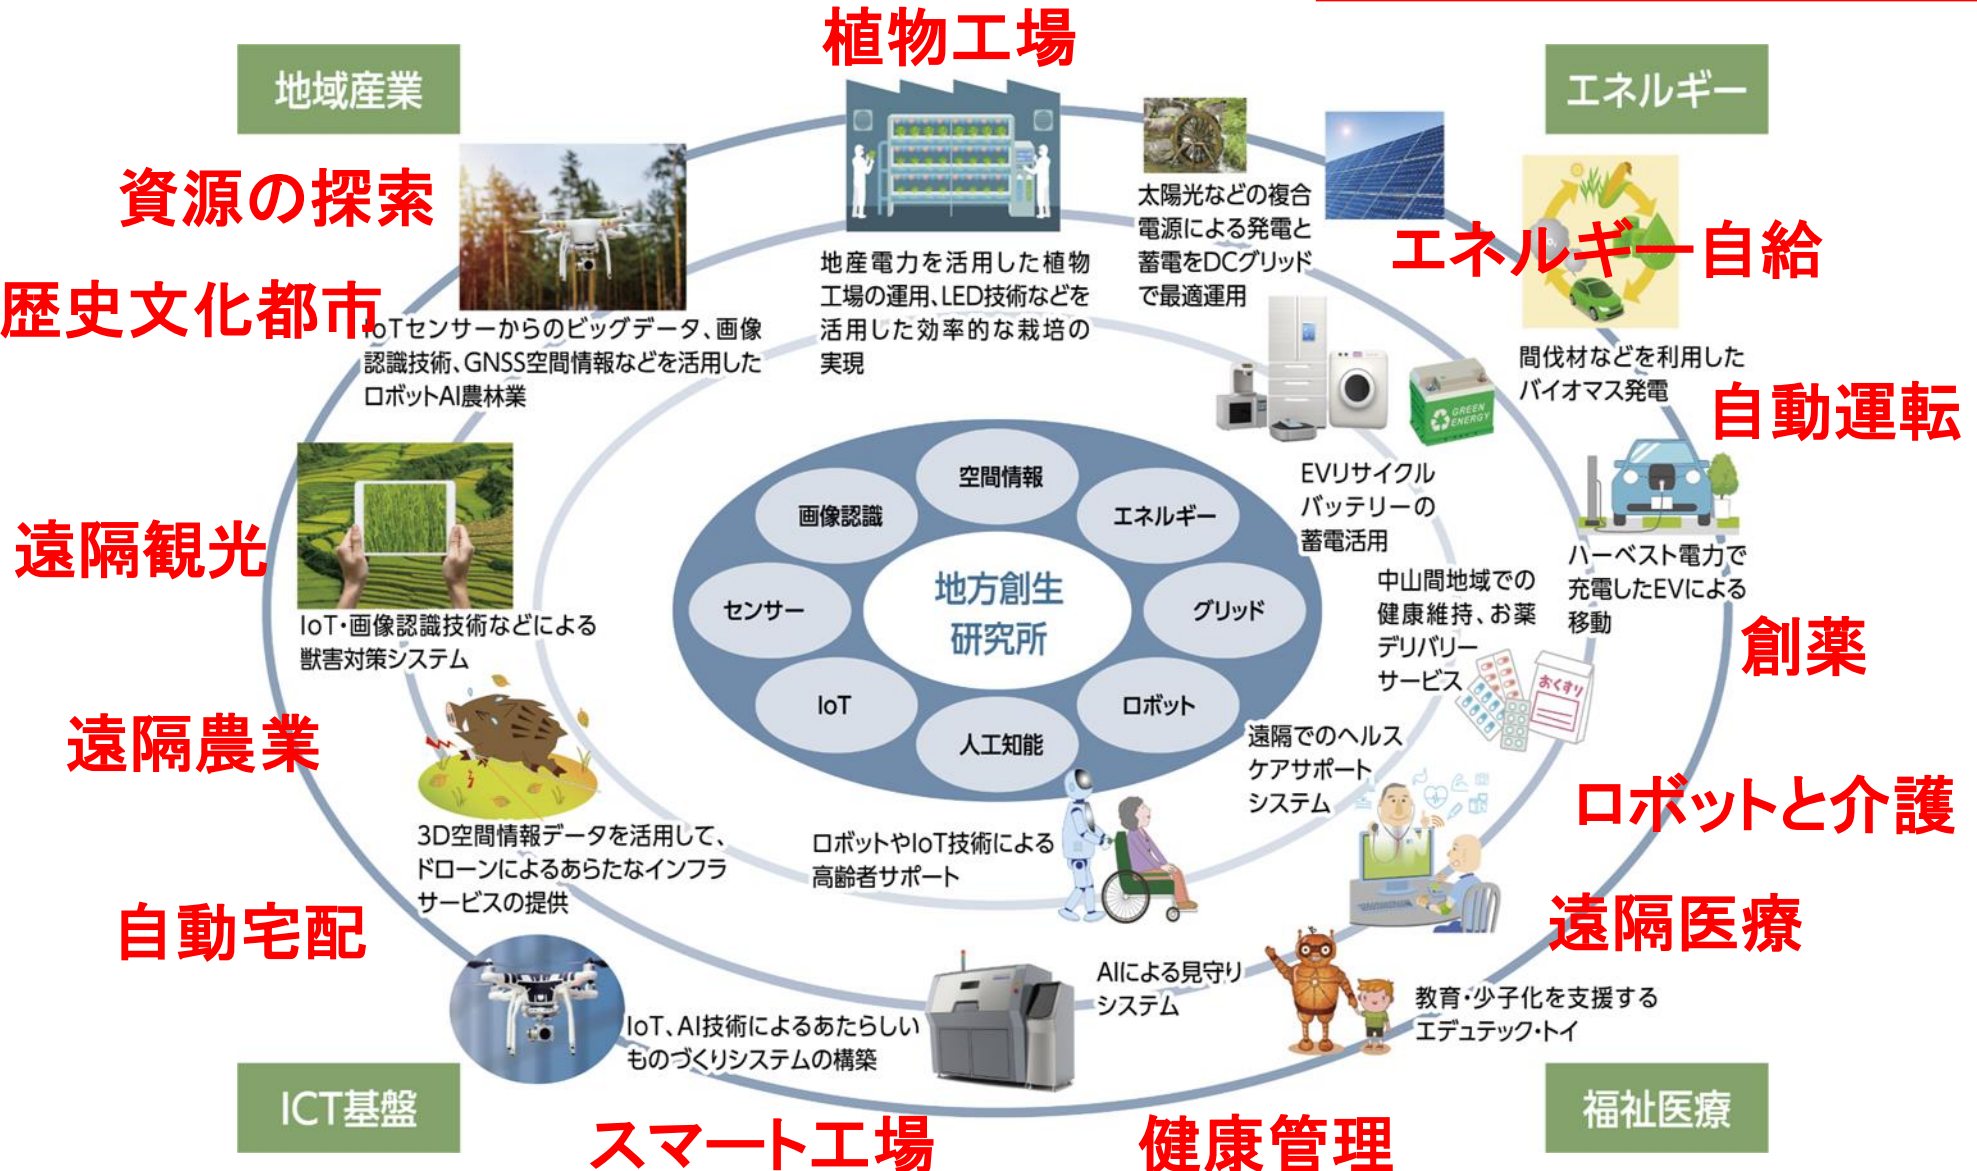 植物工場
地域産業
エネルギー
資源の探索
歴史文化都市
IoTセンサーからのビッグデータ、画像
認識技術、GNSS空間情報などを活用した
ロボットAI農林業
地産電力を活用した植物
工場の運用、LED技術などを
活用した効率的な栽培の
実現
太陽光などの複合
電源による発電と
蓄電をDCグリッド
で最適運用
エネルギー自給
間伐材などを利用した
バイオマス発電
自動運転
GREEN
ENERGY
EVリサイクル
バッテリーの
蓄電活用
ハーベスト電力で
充電したEVによる
移動
遠隔観光
IoT・画像認識技術などによる
獣害対策システム
空間情報
画像認識
エネルギー
センサー
地方創生
研究所
グリッド
IoT
ロボット
人工知能
中山間地域での
健康維持、お薬
デリバリー
サービス
おくすり
創薬
遠隔農業
遠隔でのヘルス
ケアサポート
システム
ロボットと介護
3D空間情報データを活用して、
ドローンによるあらたなインフラ
サービスの提供
ロボットやIoT技術による
高齢者サポート
自動宅配
遠隔医療
IoT、AI技術によるあたらしい
ものづくりシステムの構築
AIによる見守り
システム
教育・少子化を支援する
エデュテック・トイ
ICT基盤
福祉医療
スマート工場
健康管理